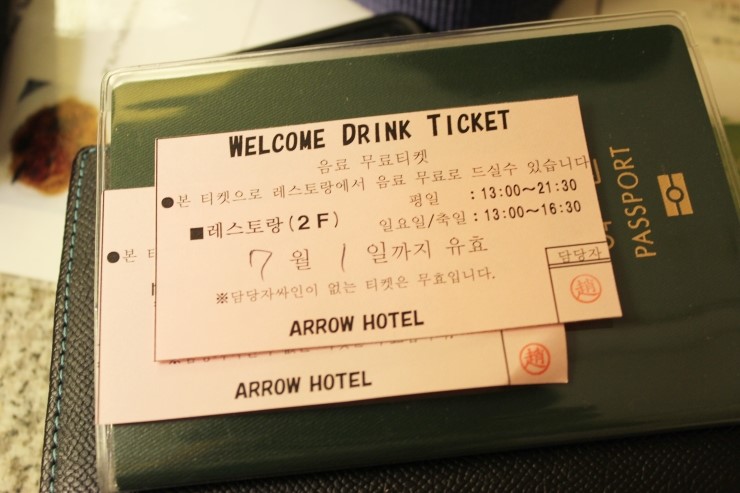 WELCOME DRINK TICKET
음료 무료티켓
●본 티켓으로 레스토랑에서 음료 무료로 드실수 있습니다
평일 : 13:00~21:30
■레스토랑(2F) 일요일/축일 : 13:00~16:30
7 월 1 일까지 유효
담당자
※담당자싸인이 없는 티켓은 무효입니다.
趙
ARROW HOTEL
●본 티
趙
ARROW HOTEL
PASSPORT